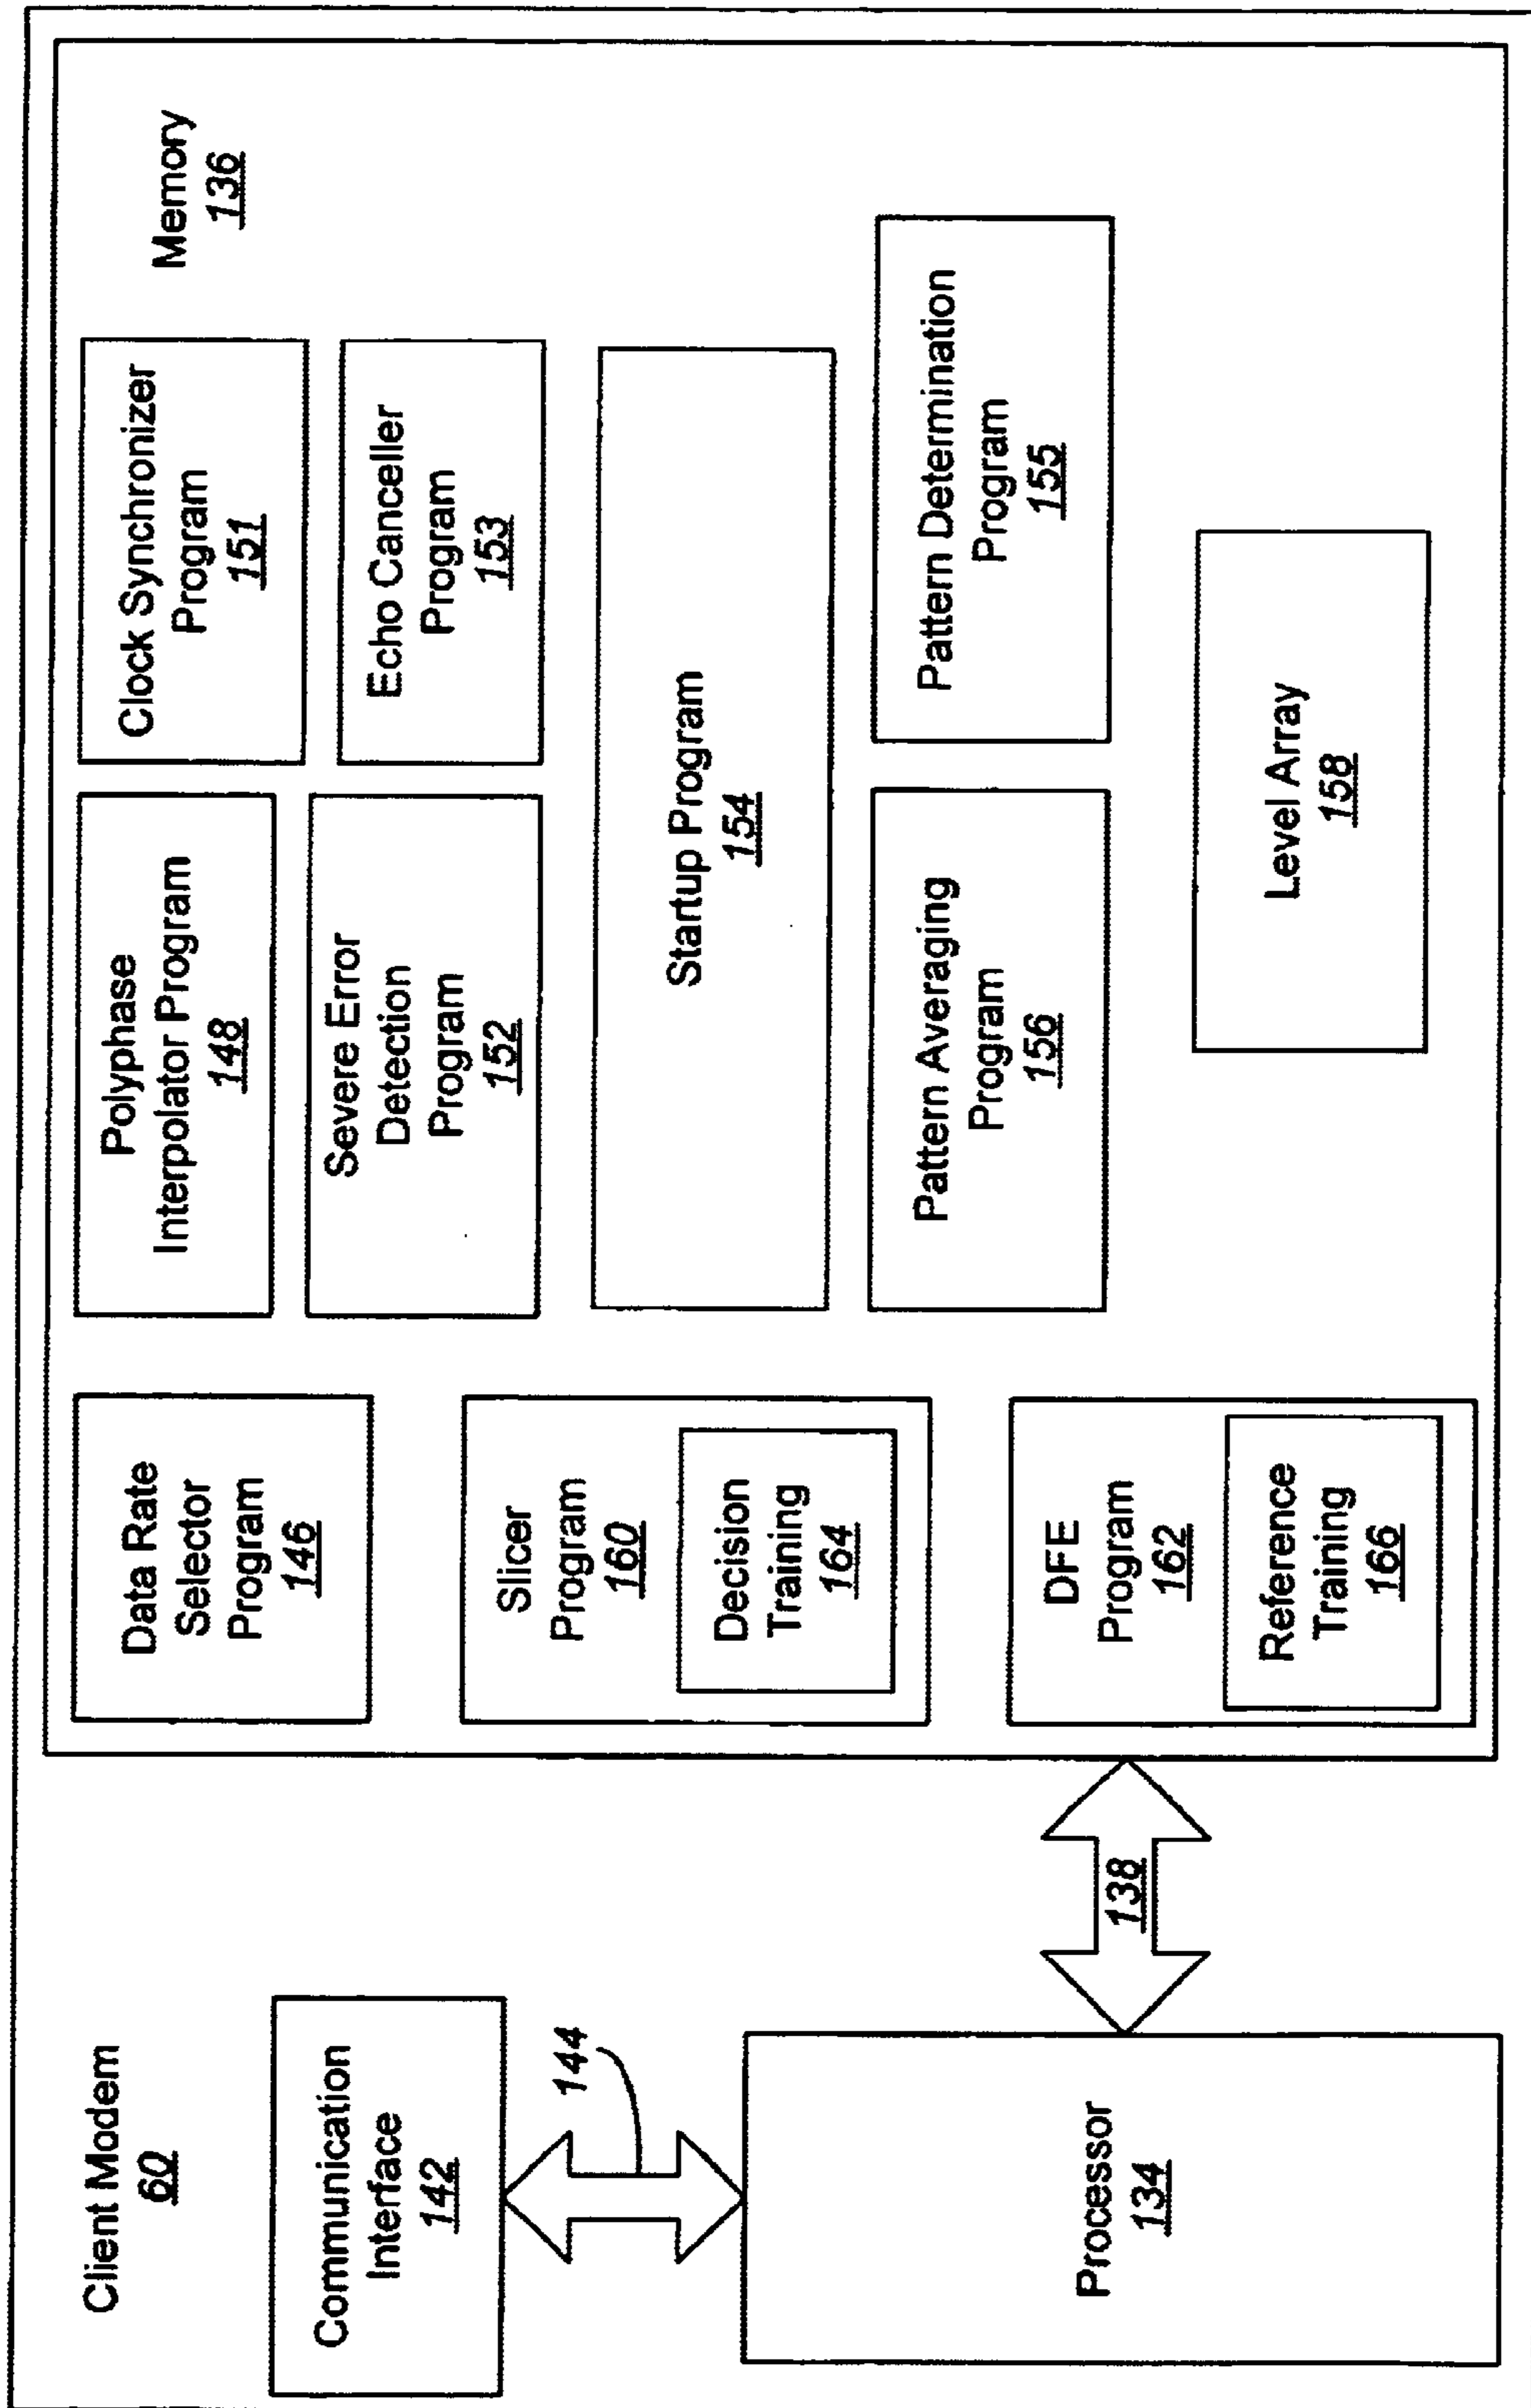 Client Modem
60
Communication
Interface
142
144
Processor
134
138
Memory
136
Data Rate
Selector
Program
146
Slicer
Program
160
Decision
Training
164
DFE
Program
162
Reference
Training
166
Polyphase
Interpolator Program
148
Clock Synchronizer
Program
151
Severe Error
Detection
Program
152
Echo Canceller
Program
153
Startup Program
154
Pattern Averaging
Program
156
Pattern Determination
Program
155
Level Array
158